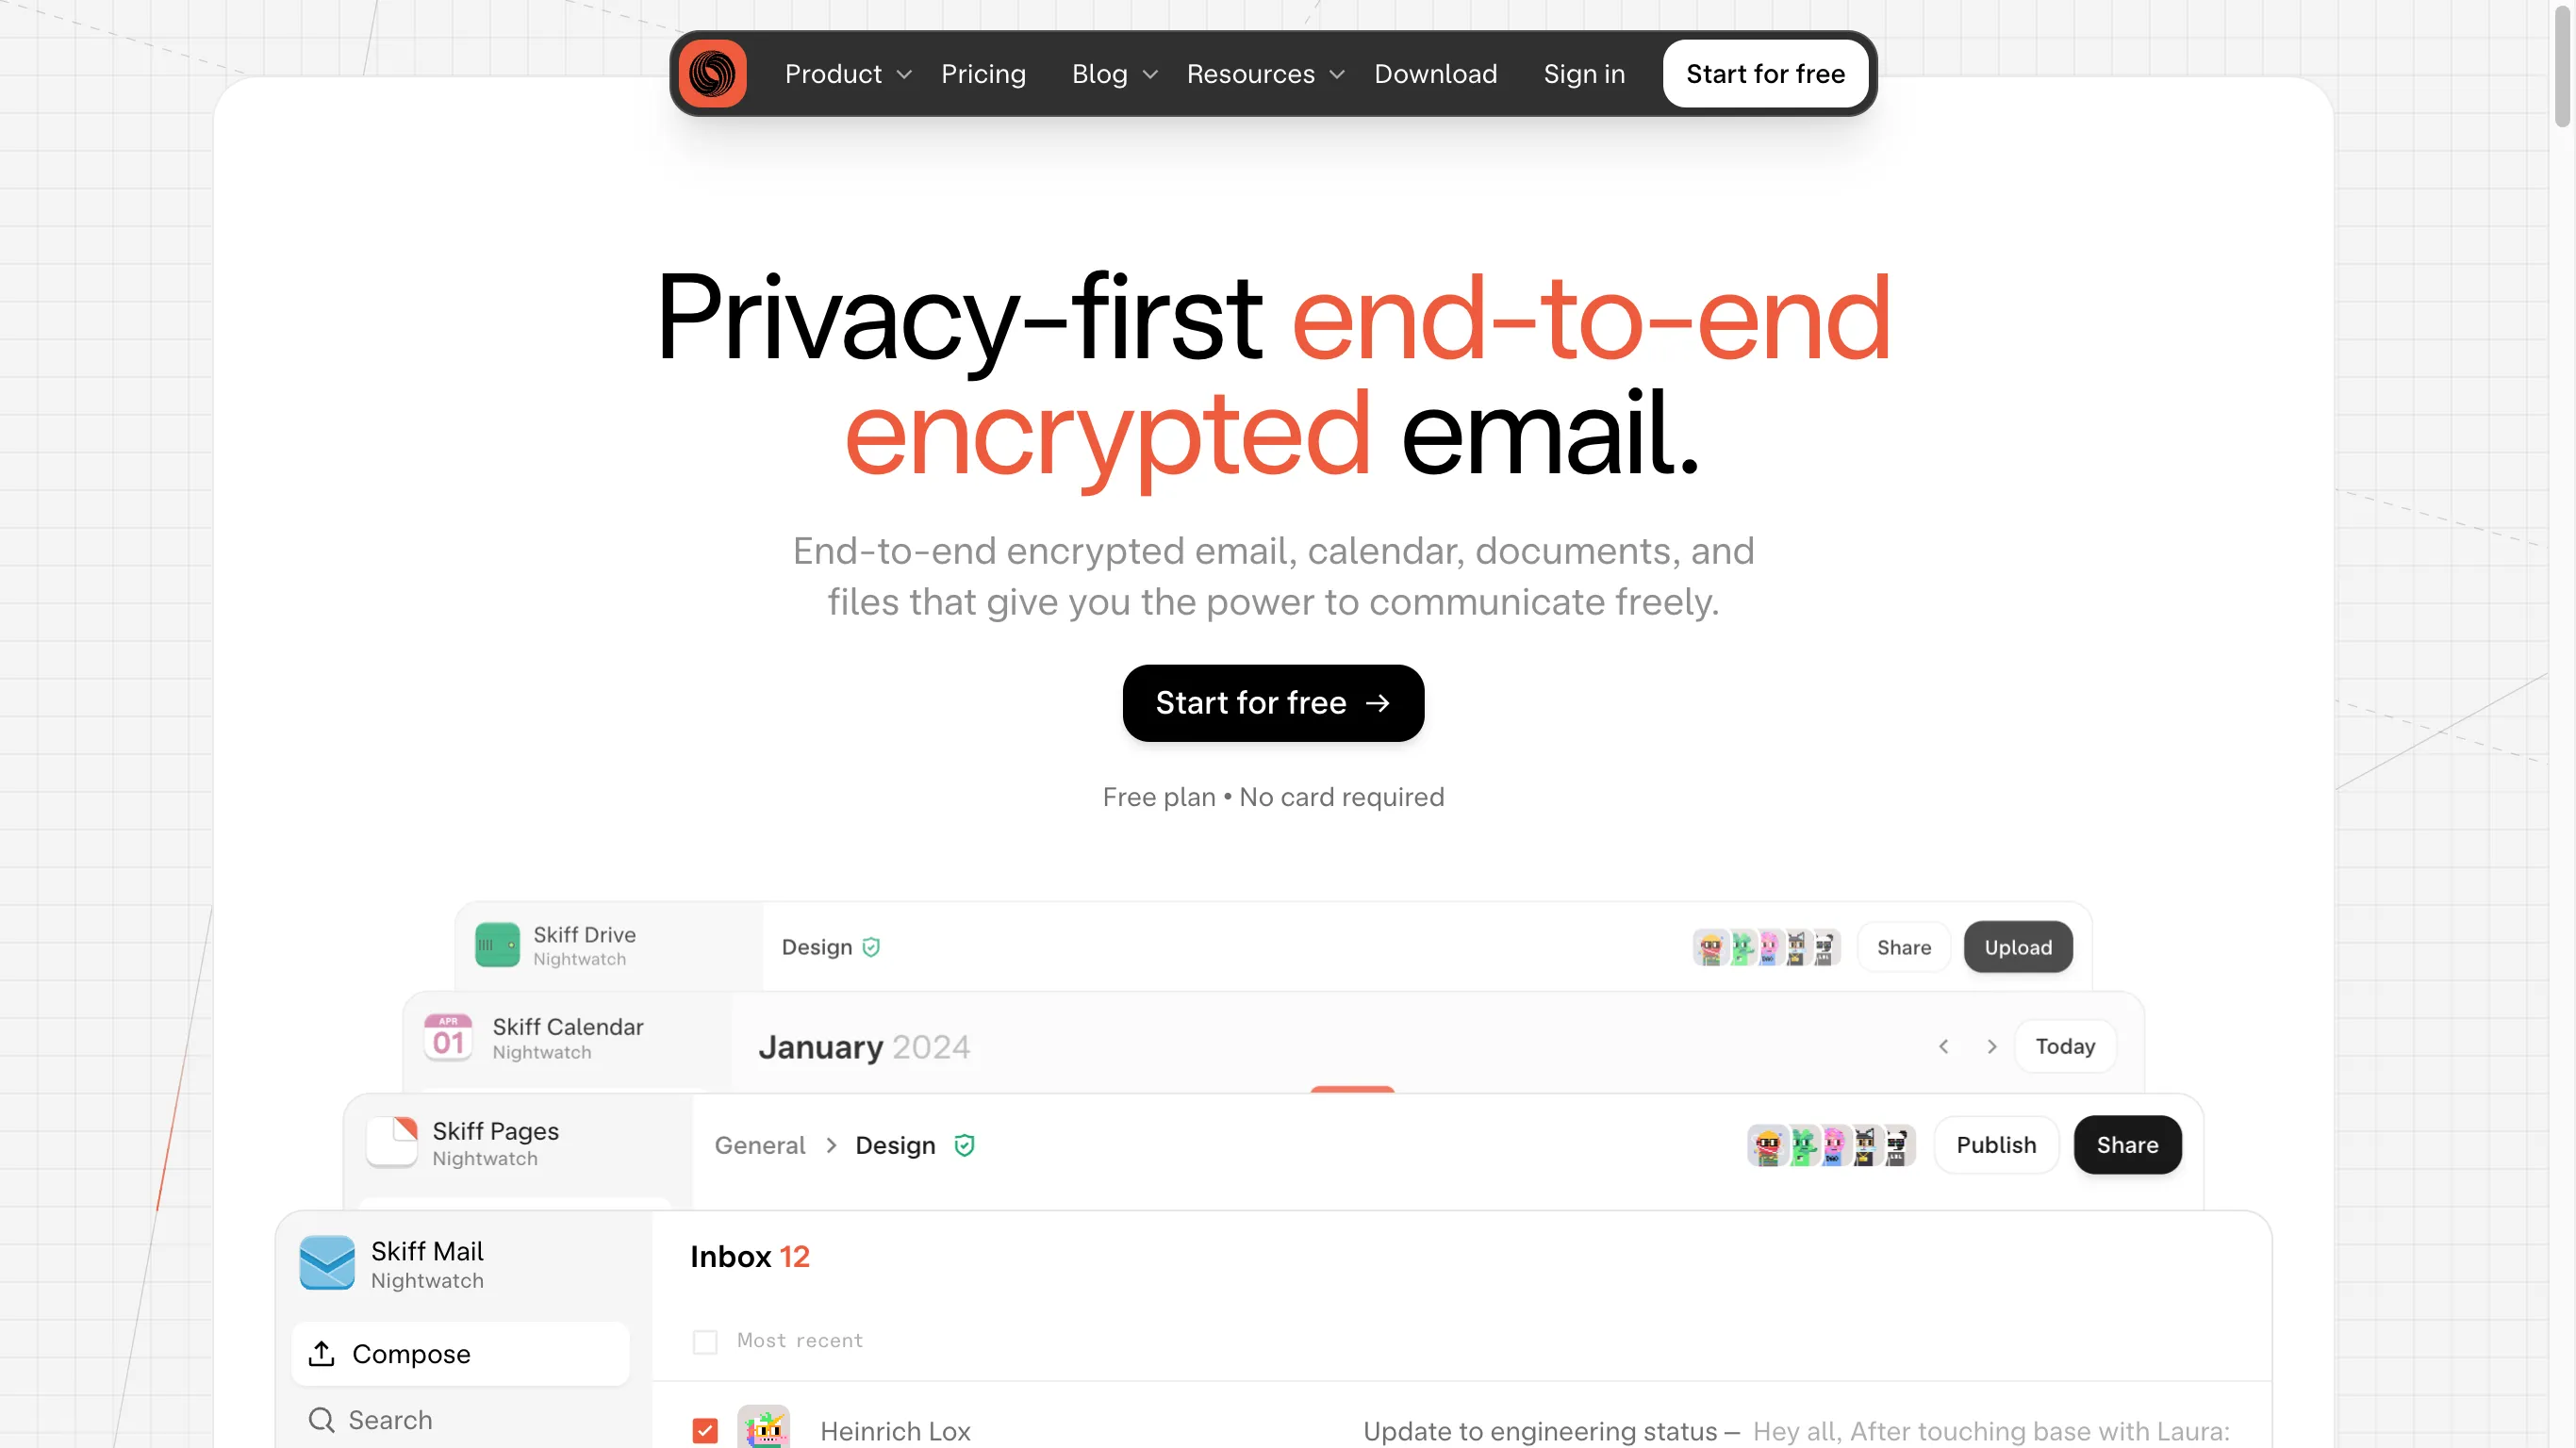 Product Pricing Blog Resources Download Sign in Start for free
Privacy-first end-to-end
encrypted email.
End-to-end encrypted email, calendar, documents, and
files that give you the power to communicate freely.
Start for free →
Free plan • No card required
Skiff Drive
Nightwatch
Design
Share Upload
APR
01
Skiff Calendar
Nightwatch
January 2024
Today
Skiff Pages
Nightwatch
General > Design
Publish Share
Skiff Mail
Nightwatch
Inbox 12
Compose
Most recent
Search
Heinrich Lox Update to engineering status – Hey all, After touching base with Laura: